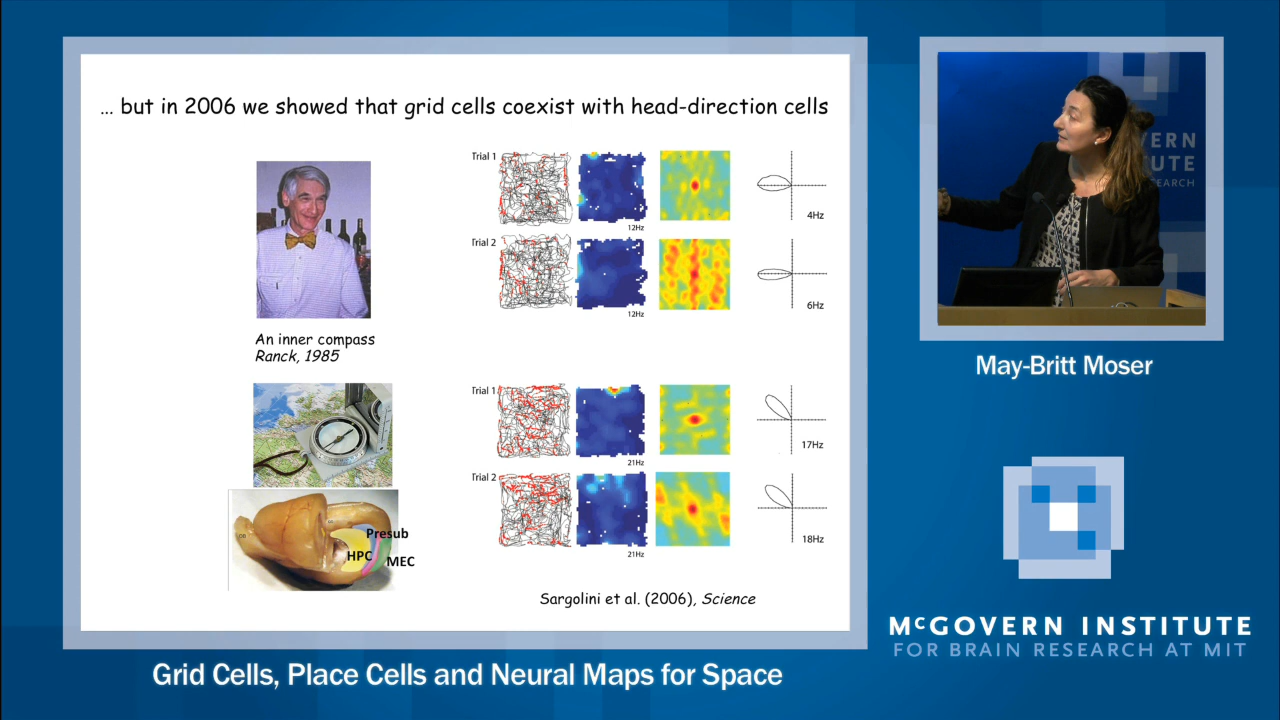 ... but in 2006 we showed that grid cells coexist with head-direction cells
An inner compass
Ranck, 1985
Presub
HPC
MEC
Trial 1
12Hz
4Hz
Trial 2
12Hz
6Hz
Trial 1
21Hz
17Hz
Trial 2
21Hz
18Hz
Sargolini et al. (2006), Science
VERN
UTE
EARCH
May-Britt Moser
McGOVERN INSTITUTE
FOR BRAIN RESEARCH AT MIT
Grid Cells, Place Cells and Neural Maps for Space